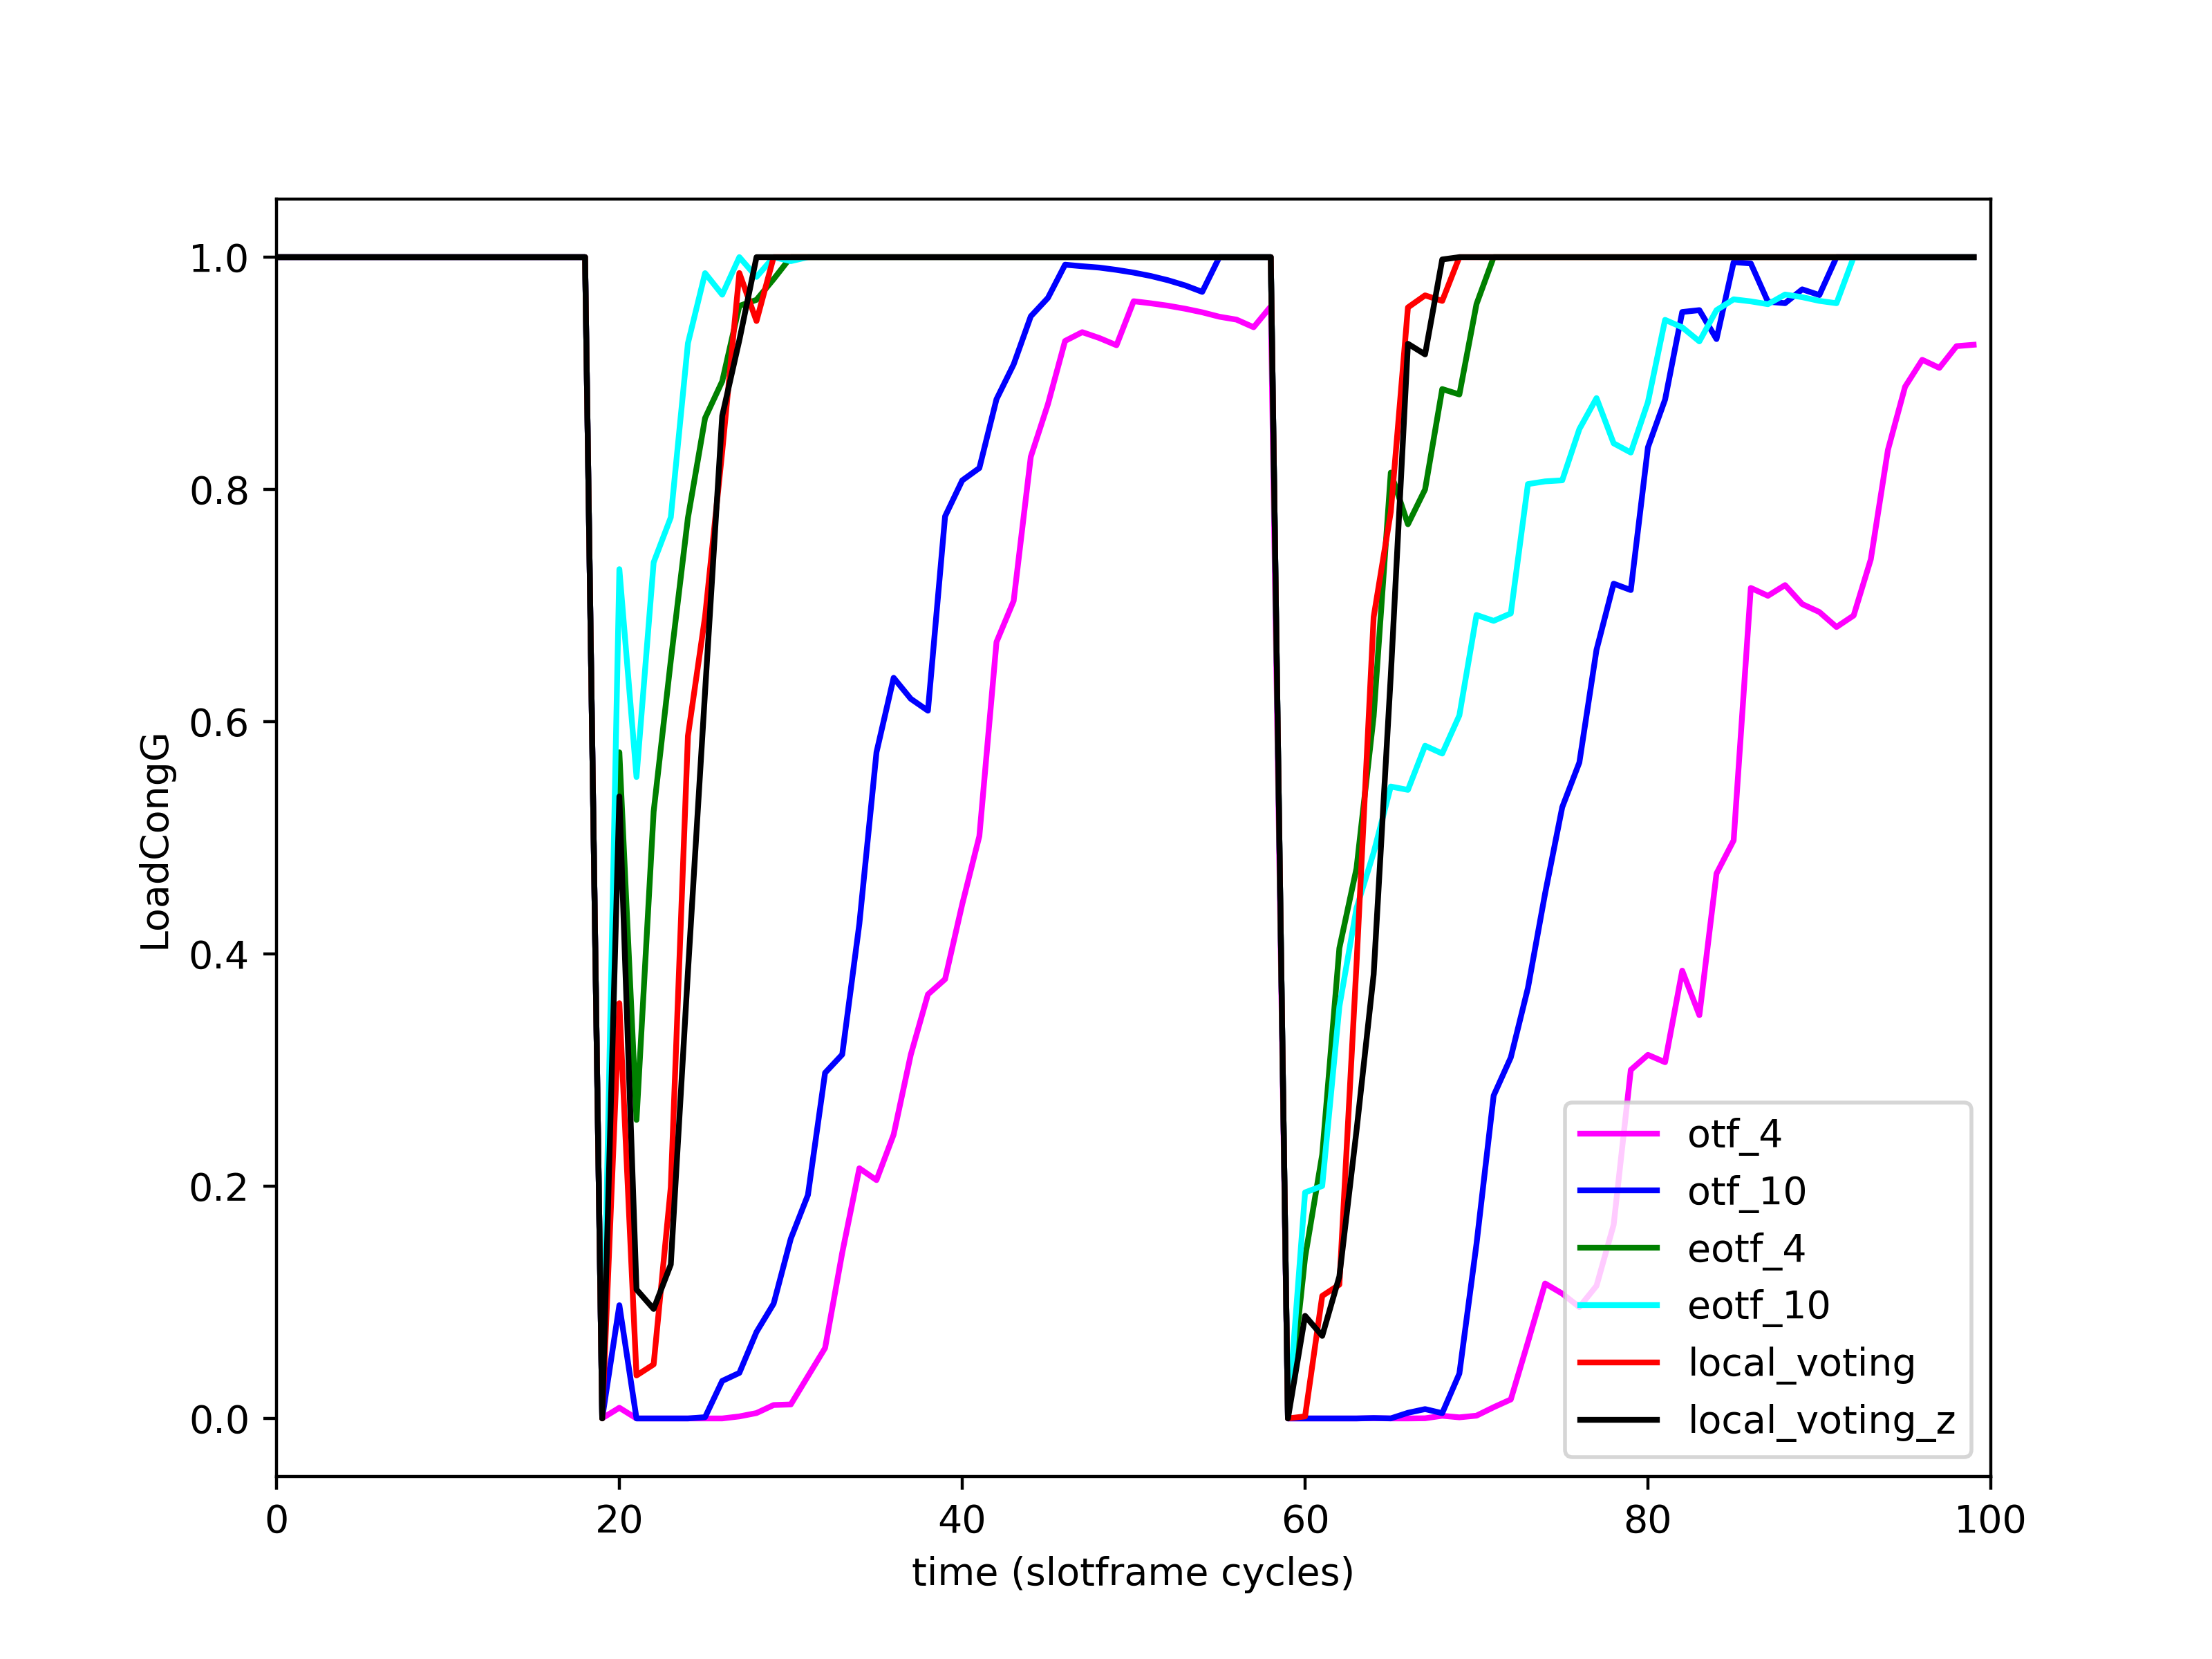 1.0
0.8
0.6
0.4
0.2
0.0
LoadCongG
0
20
40
60
80
100
time (slotframe cycles)
otf_4
otf_10
eotf_4
eotf_10
local_voting
local_voting_z